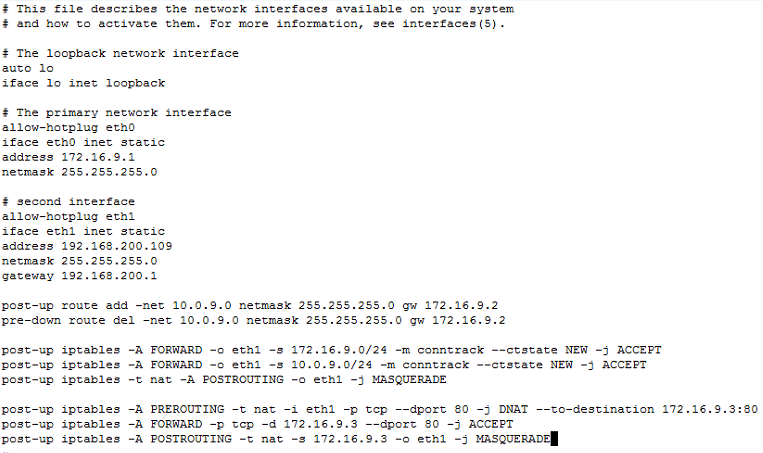 # This file describes the network interfaces available on your system
# and how to activate them. For more information, see interfaces(5).
# The loopback network interface
auto lo
iface lo inet loopback
# The primary network interface
allow-hotplug eth0
iface eth0 inet static
address 172.16.9.1
netmask 255.255.255.0
# second interface
allow-hotplug eth1
iface eth1 inet static
address 192.168.200.109
netmask 255.255.255.0
gateway 192.168.200.1
post-up route add -net 10.0.9.0 netmask 255.255.255.0 gw 172.16.9.2
pre-down route del -net 10.0.9.0 netmask 255.255.255.0 gw 172.16.9.2
post-up iptables -A FORWARD -o eth1 -s 172.16.9.0/24 -m conntrack --ctstate NEW -j ACCEPT
post-up iptables -A FORWARD -o eth1 -s 10.0.9.0/24 -m conntrack --ctstate NEW -j ACCEPT
post-up iptables -t nat -A POSTROUTING -o eth1 -j MASQUERADE
post-up iptables -A PREROUTING -t nat -i eth1 -p tcp --dport 80 -j DNAT --to-destination 172.16.9.3:80
post-up iptables -A FORWARD -p tcp -d 172.16.9.3 --dport 80 -j ACCEPT
post-up iptables -A POSTROUTING -t nat -s 172.16.9.3 -o eth1 -j MASQUERADE